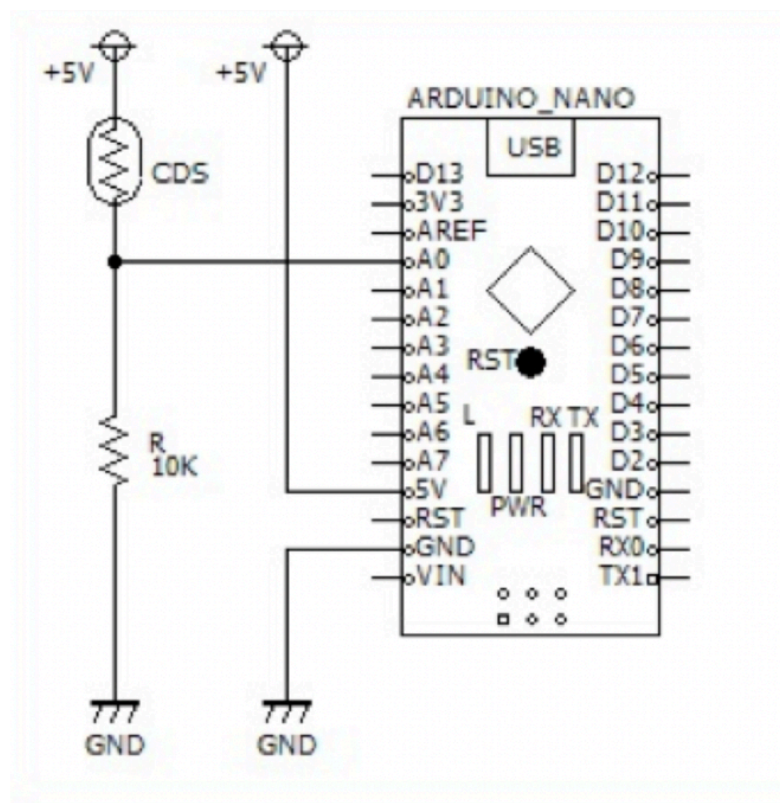 +5V
+5V
CDS
R
10K
GND
GND
ARDUINO_NANO
USB
D13
3V3
AREF
A0
A1
A2
A3
A4
A5
A6
A7
5V
RST
GND
VIN
RST
L
RX TX
PWR
D12
D11
D10
D9
D8
D7
D6
D5
D4
D3
D2
GND
RST
RX0
TX1